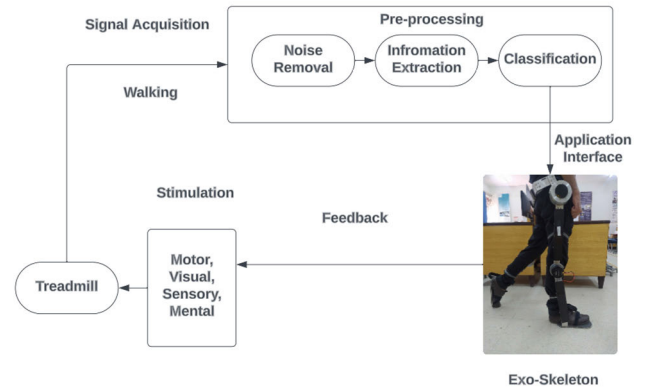 Signal Acquisition
Pre-processing
Noise
Removal
Infromation
Extraction
Classification
Walking
Application
Interface
Stimulation
Feedback
Motor,
Visual,
Sensory,
Mental
Treadmill
Exo-Skeleton